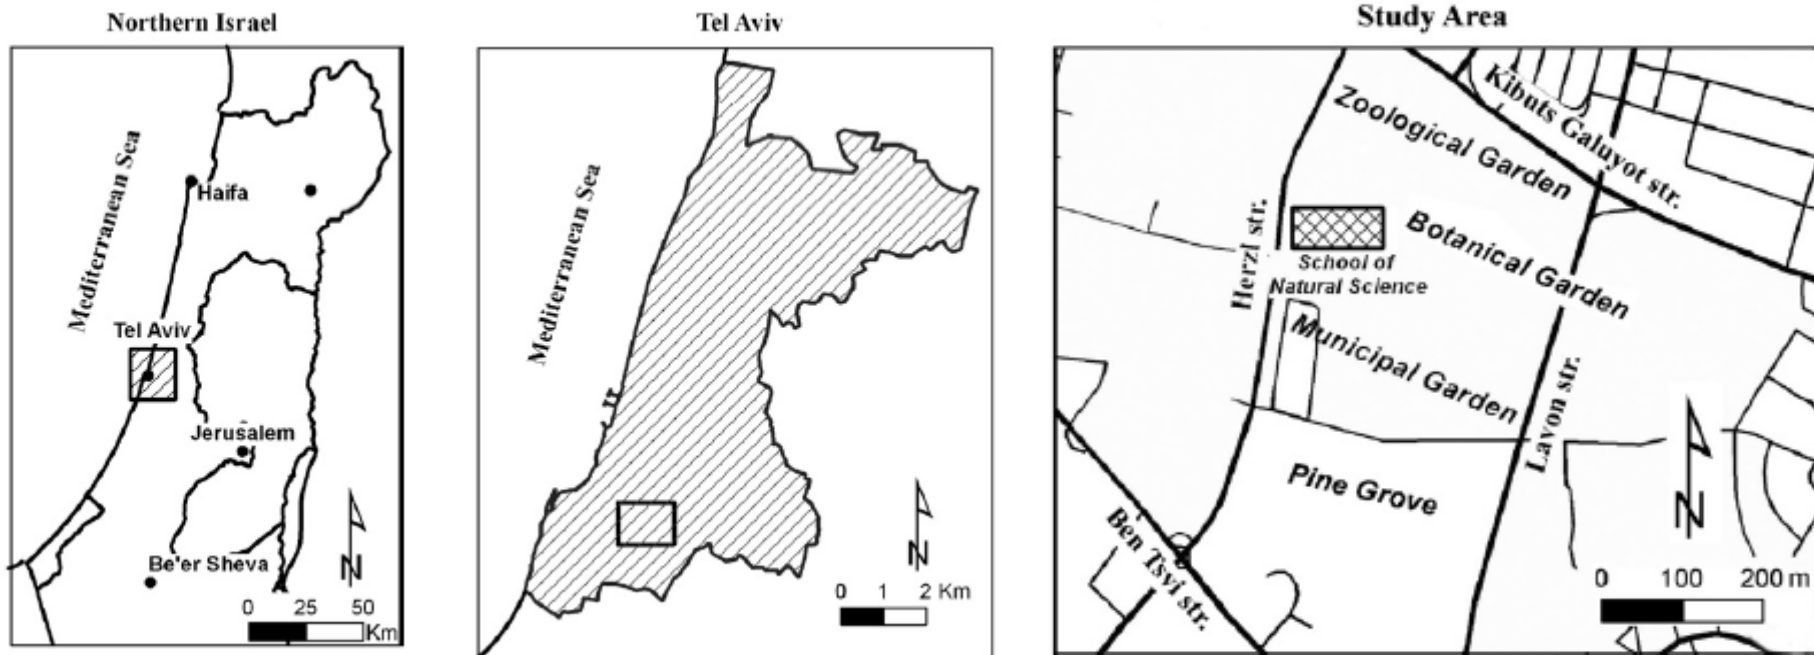 Northern Israel
Mediterranean Sea
Haifa
Tel Aviv
Jerusalem
Be'er Sheva
N
0 25 50
Km
Tel Aviv
Mediterranean Sea
N
0 1 2 Km
Study Area
Kibuts Galuyot str.
Zoological Garden
Botanical Garden
Herzl str.
School of
Natural Science
Municipal Garden
Lavon str.
Pine Grove
Ben Tsvi str.
N
0 100 200 m